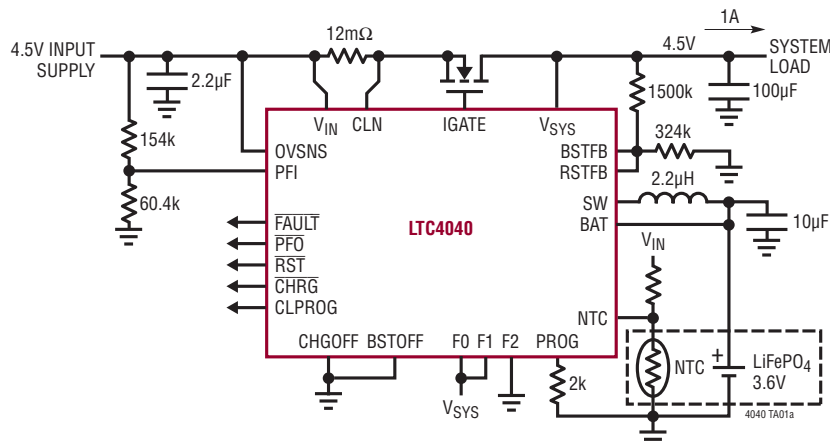 1A
4.5V INPUT
SUPPLY
12mΩ
4.5V
SYSTEM
LOAD
2.2µF
1500k
100µF
VIN
CLN
IGATE
VSYS
154k
OVSNS
BSTFB
324k
PFI
RSTFB
60.4k
2.2µH
SW
FAULT
LTC4040
BAT
10µF
PFO
RST
VIN
CHRG
CLPROG
NTC
CHGOFF
BSTOFF
F0
F1
F2
PROG
2k
NTC
+
LiFePO4
3.6V
VSYS
4040 TA01a